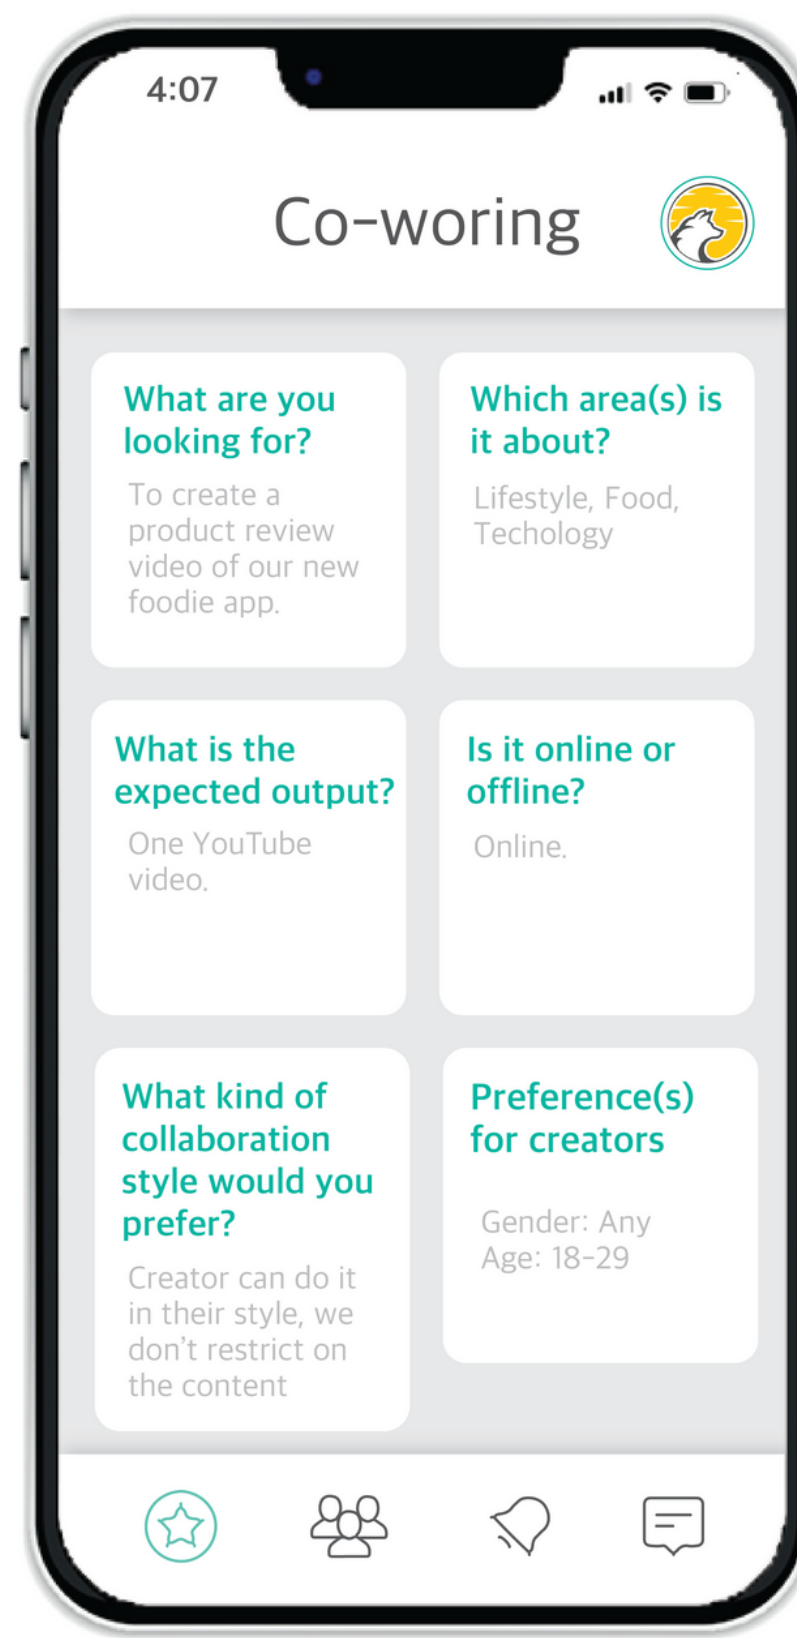 4:07
Co-woring
What are you
looking for?
To create a
product review
video of our new
foodie app.
Which area(s) is
it about?
Lifestyle, Food,
Techology
What is the
expected output?
One YouTube
video.
Is it online or
offline?
Online.
What kind of
collaboration
style would you
prefer?
Creator can do it
in their style, we
don't restrict on
the content
Preference(s)
for creators
Gender: Any
Age: 18-29